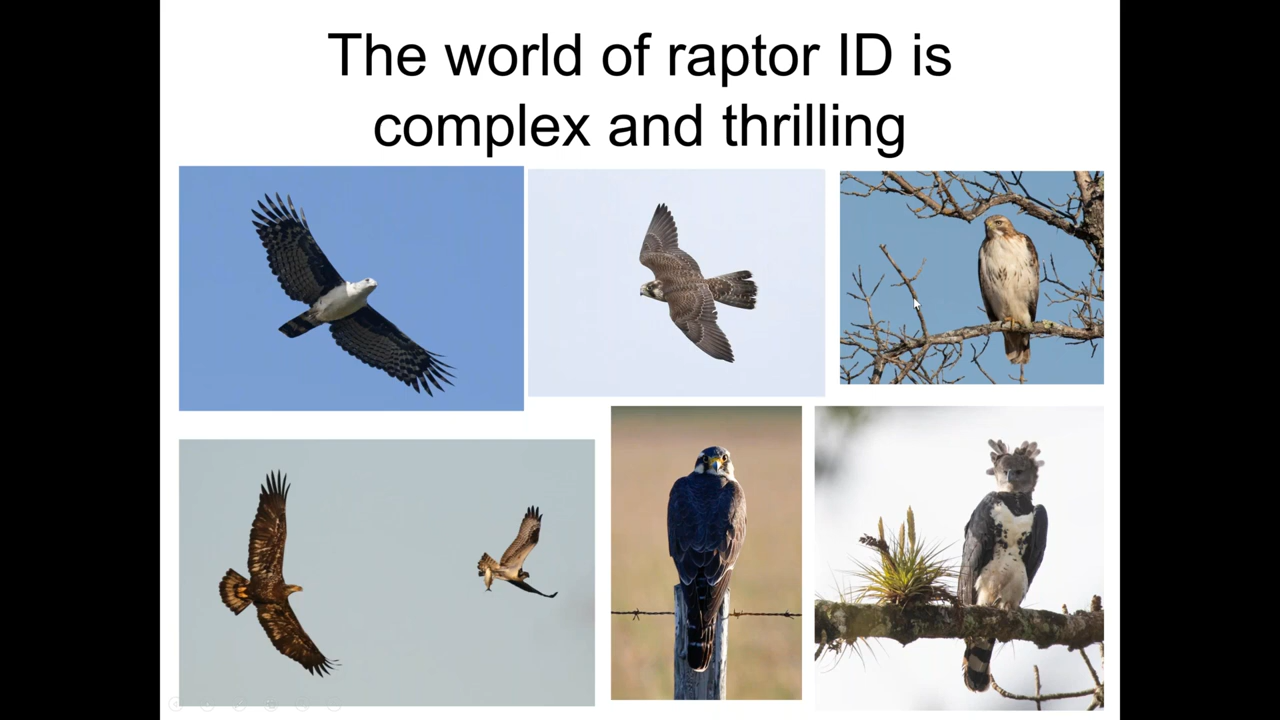 The world of raptor ID is
complex and thrilling